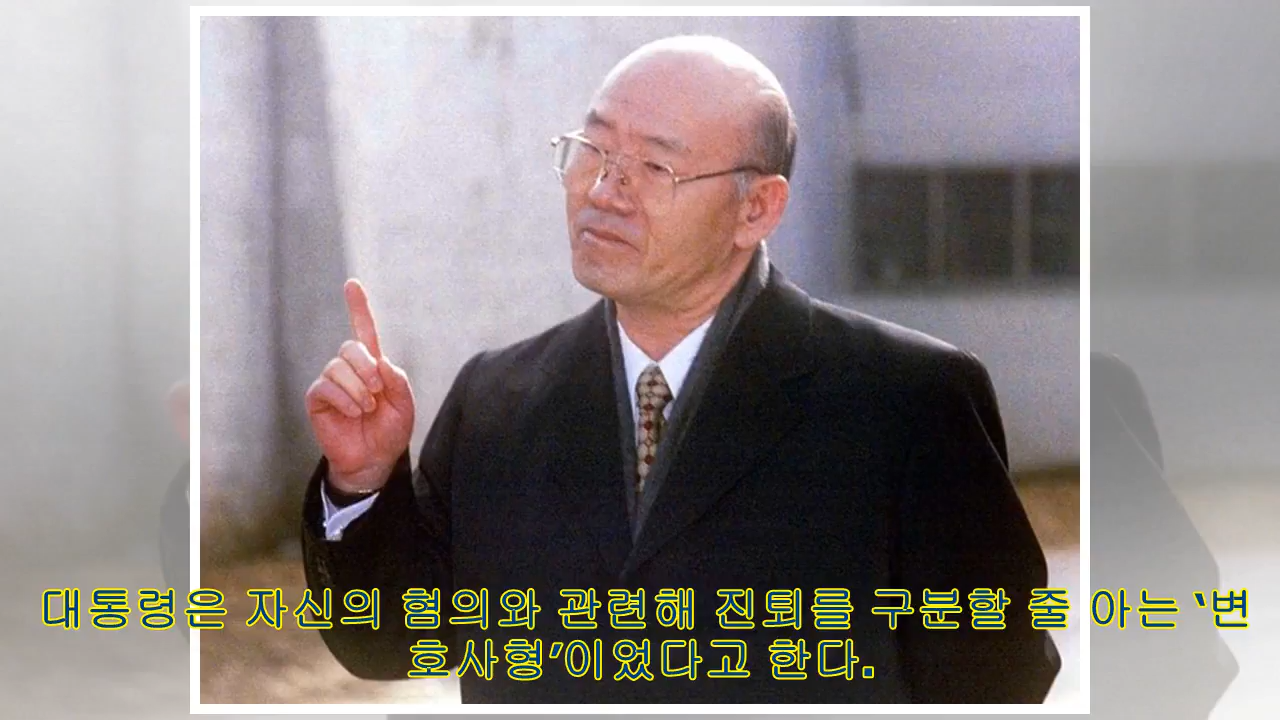 대통령은 자신의 혐의와 관련해 진퇴를 구분할 줄 아는 ‘변
호사형’이었다고 한다.